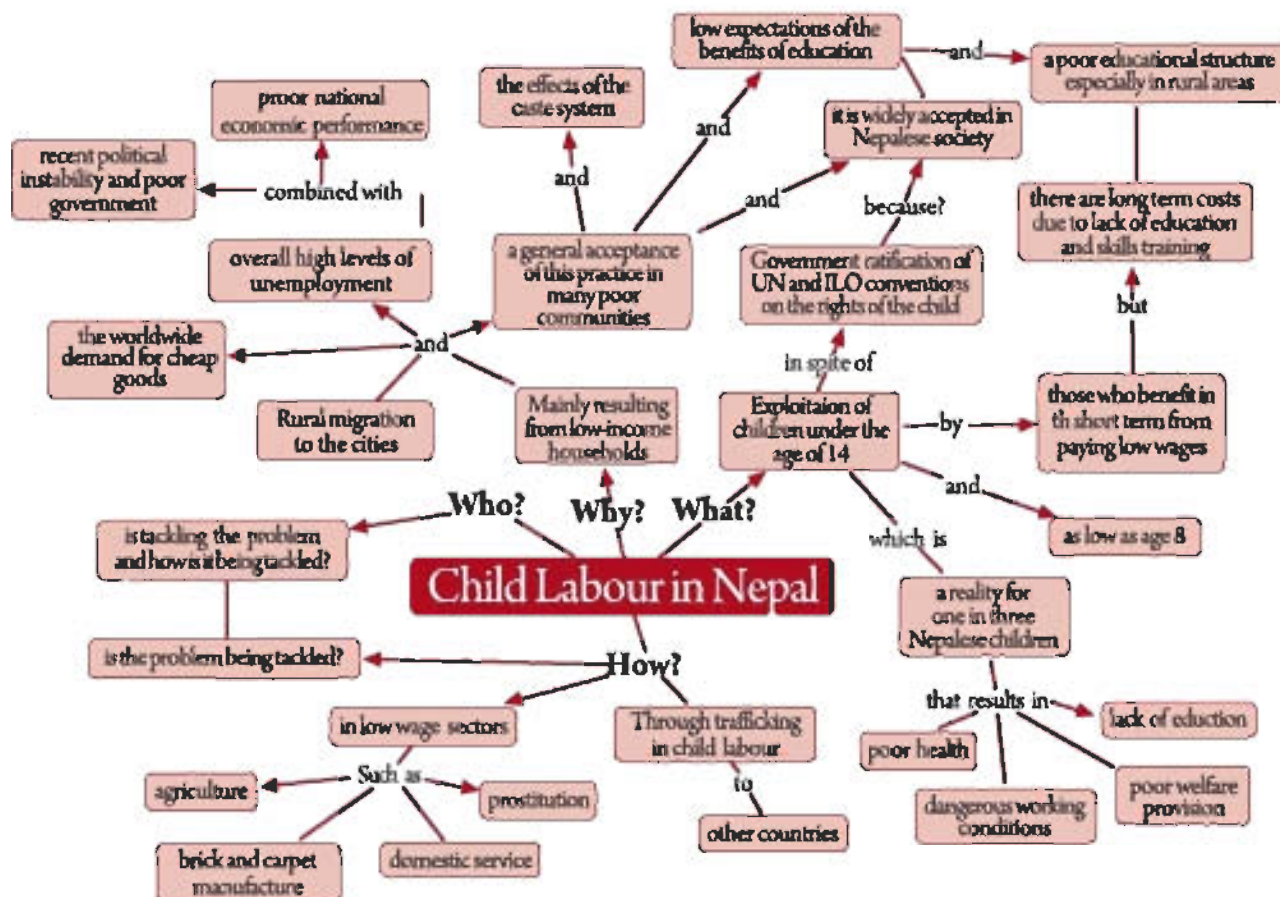 low expectations of the
benefits of education
and
a poor educational structure
especially in rural areas
the effects of the
caste system
proor national
economic performance
it is widely accepted in
Nepalese society
and
recent political
instability and poor
government
combined with
and
and
because?
there are long term costs
due to lack of education
and skills training
overall high levels of
unemployment
a general acceptance
of this practice in
many poor
communities
Government ratification of
UN and ILO conventions
on the rights of the child
but
the worldwide
demand for cheap
goods
and
in spite of
Rural migration
to the cities
Mainly resulting
from low-income
households
Exploitaion of
children under the
age of 14
by
those who benefit in
th short term from
paying low wages
and
as low as age 8
which is
Who?
Why?
What?
is tackling the problem
and how is it being tackled?
Child Labour in Nepal
a reality for
one in three
Nepalese children
is the problem being tackled?
How?
that results in
lack of eduction
poor health
poor welfare
provision
dangerous working
conditions
in low wage sectors
Through trafficking
in child labour
to
other countries
Such as
agriculture
prostitution
brick and carpet
manufacture
domestic service